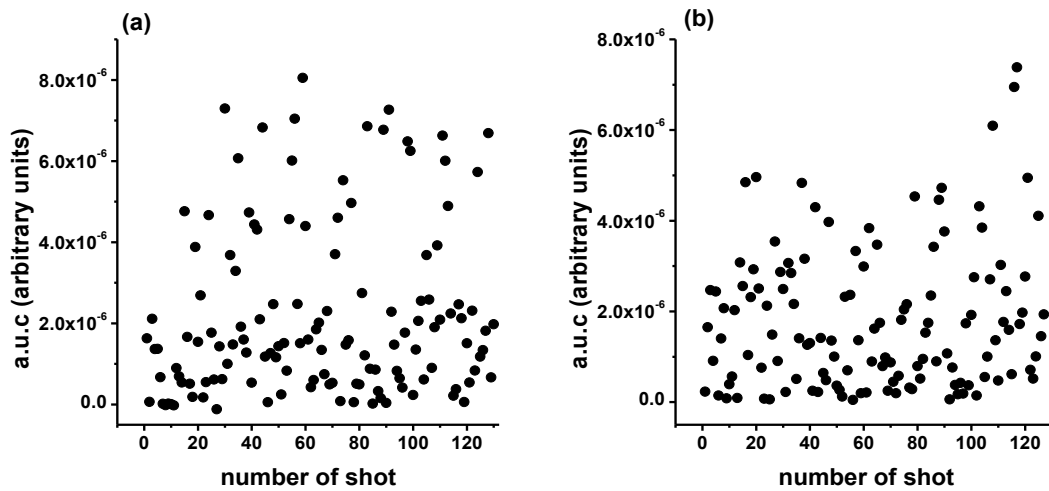 (a)
8.0x10-6
6.0x10-6
4.0x10-6
2.0x10-6
0.0
0 20 40 60 80 100 120
a.u.c (arbitrary units)
number of shot
(b)
8.0x10-6
6.0x10-6
4.0x10-6
2.0x10-6
0.0
0 20 40 60 80 100 120
a.u.c (arbitrary units)
number of shot